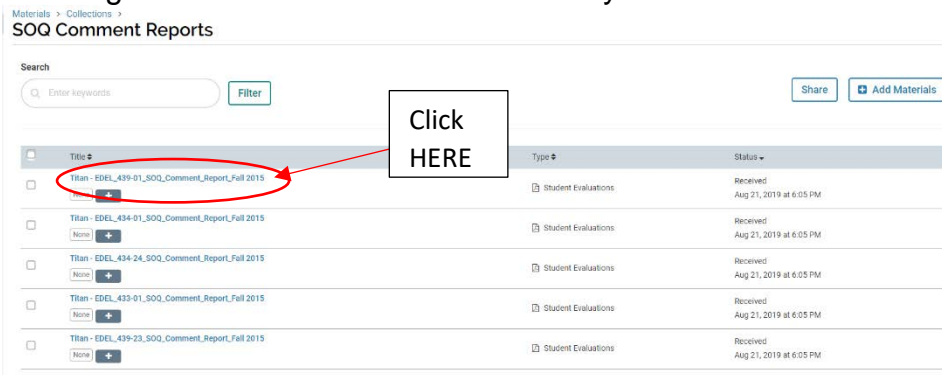 Materials > Collections >
SOQ Comment Reports
Search
Enter keywords
Filter
Share
Add Materials
Click
HERE
Title
Type
Status
Titan - EDEL_439-01_SOQ_Comment_Report_Fall 2015
None +
Student Evaluations
Received
Aug 21, 2019 at 6:05 PM
Titan - EDEL_434-01_SOQ_Comment_Report_Fall 2015
None +
Student Evaluations
Received
Aug 21, 2019 at 6:05 PM
Titan - EDEL_434-24_SOQ_Comment_Report_Fall 2015
None +
Student Evaluations
Received
Aug 21, 2019 at 6:05 PM
Titan - EDEL_433-01_SOQ_Comment_Report_Fall 2015
None +
Student Evaluations
Received
Aug 21, 2019 at 6:05 PM
Titan - EDEL_439-23_SOQ_Comment_Report_Fall 2015
None +
Student Evaluations
Received
Aug 21, 2019 at 6:05 PM